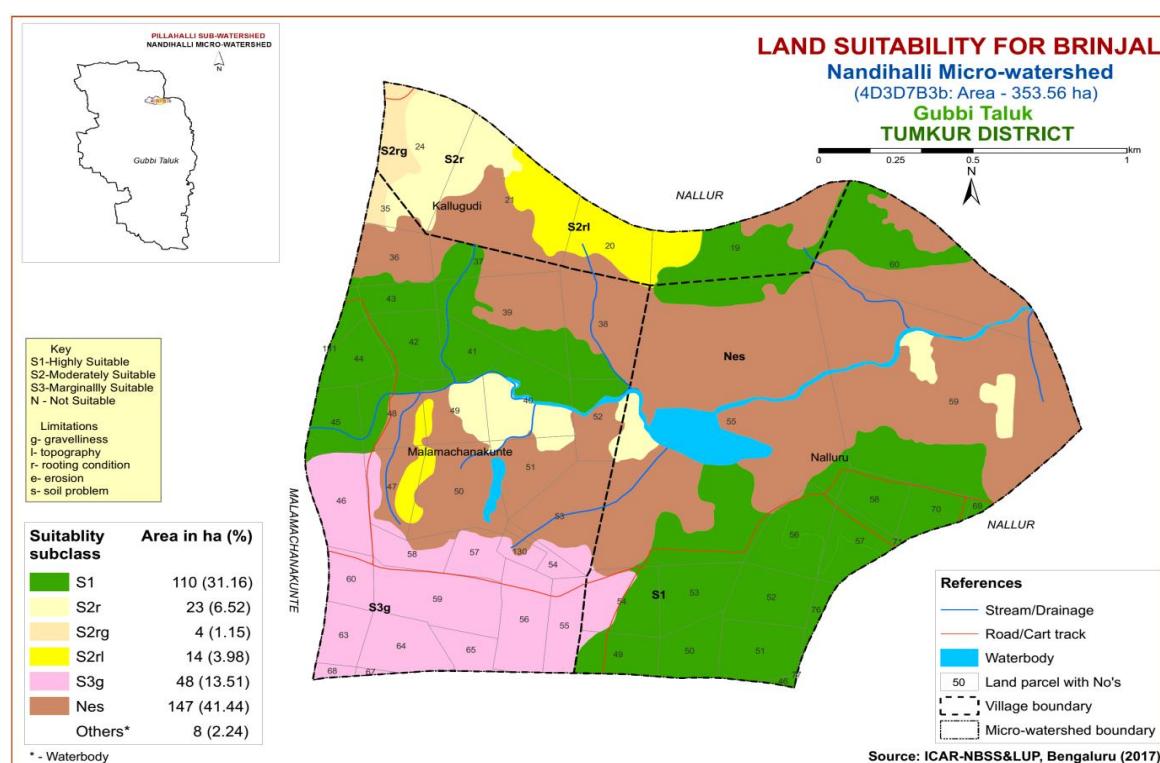 PILLAHALLI SUB-WATERSHED
NANDIHALLI MICRO-WATERSHED
N
Gubbi Taluk
LAND SUITABILITY FOR BRINJAL
Nandihalli Micro-watershed
(4D3D7B3b: Area - 353.56 ha)
Gubbi Taluk
TUMKUR DISTRICT
km
0 0.25 0.5 1
N
24
S2rg S2r
NALLUR
21 Kallugudi
35
S2rl 20 19
36 37 60
43 39 38
44 42 41 Nes
49 40 59
45 48 52 55
Malamachanakunte Nalluru
51
46 47 50
58 70 69
53 NALLUR
MALAMACHANAKUNTE
58 57 130 54 56 57 71
60 59 53 52
S3g 54 S1 76
56 55
63 64 65 49 50 51
68 67 46 77
Key
S1-Highly Suitable
S2-Moderately Suitable
S3-Marginallly Suitable
N - Not Suitable
Limitations
g- gravelliness
l- topography
r- rooting condition
e- erosion
s- soil problem
Suitablity subclass Area in ha (%)
S1 110 (31.16)
S2r 23 (6.52)
S2rg 4 (1.15)
S2rl 14 (3.98)
S3g 48 (13.51)
Nes 147 (41.44)
Others* 8 (2.24)
* - Waterbody
References
Stream/Drainage
Road/Cart track
Waterbody
50 Land parcel with No's
Village boundary
Micro-watershed boundary
Source: ICAR-NBSS&LUP, Bengaluru (2017)